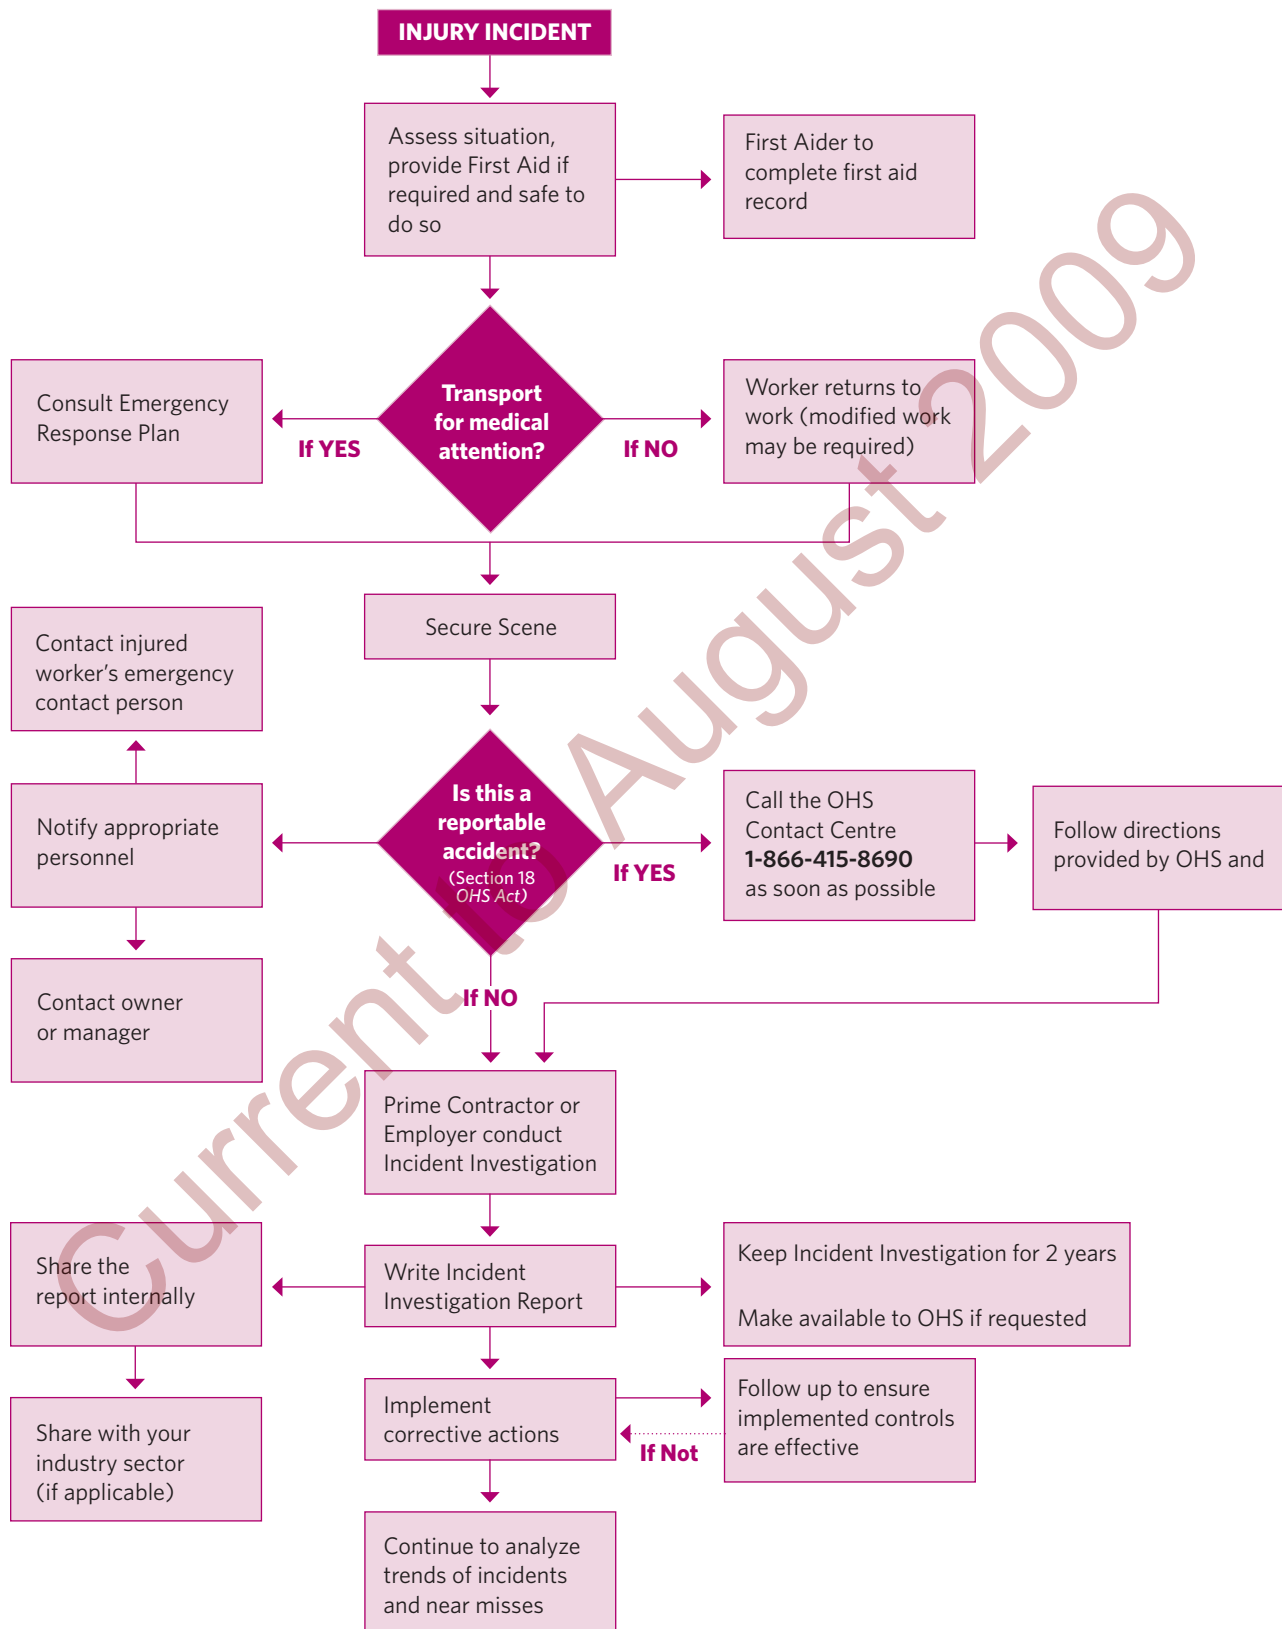 INJURY INCIDENT
Assess situation,
provide First Aid if
required and safe to
do so
First Aider to
complete first aid
record
Transport
for medical
attention?
If YES
Consult Emergency
Response Plan
If NO
Worker returns to
work (modified work
may be required)
Secure Scene
Is this a
reportable
accident?
(Section 18
OHS Act)
Notify appropriate
personnel
Contact injured
worker's emergency
contact person
Contact owner
or manager
If YES
Call the OHS
Contact Centre
1-866-415-8690
as soon as possible
Follow directions
provided by OHS and
If NO
Prime Contractor or
Employer conduct
Incident Investigation
Write Incident
Investigation Report
Share the
report internally
Share with your
industry sector
(if applicable)
Keep Incident Investigation for 2 years
Make available to OHS if requested
Implement
corrective actions
Follow up to ensure
implemented controls
are effective
If Not
Continue to analyze
trends of incidents
and near misses
Current to August 2009